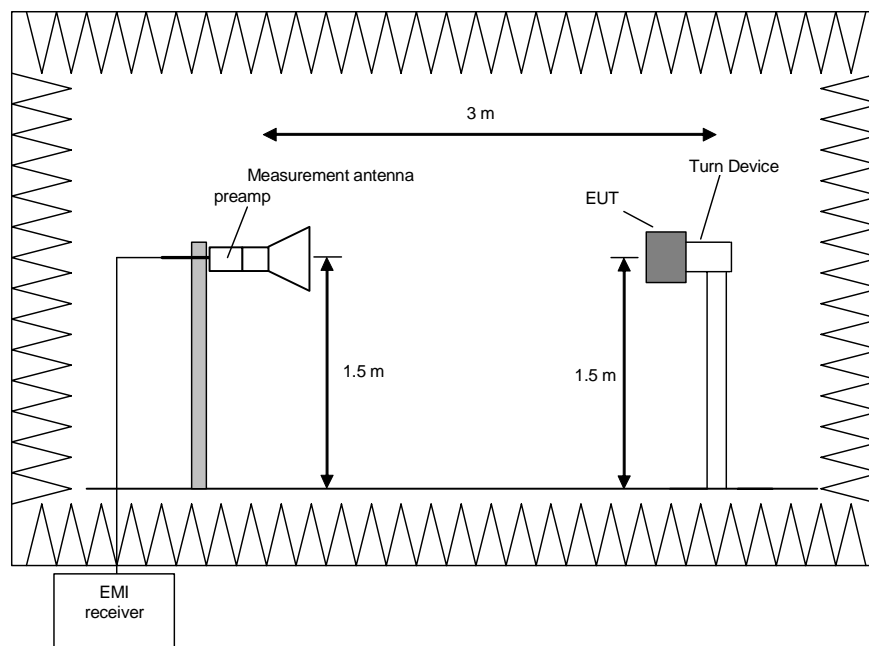 3 m
Measurement antenna
preamp
Turn Device
EUT
1.5 m
1.5 m
EMI
receiver